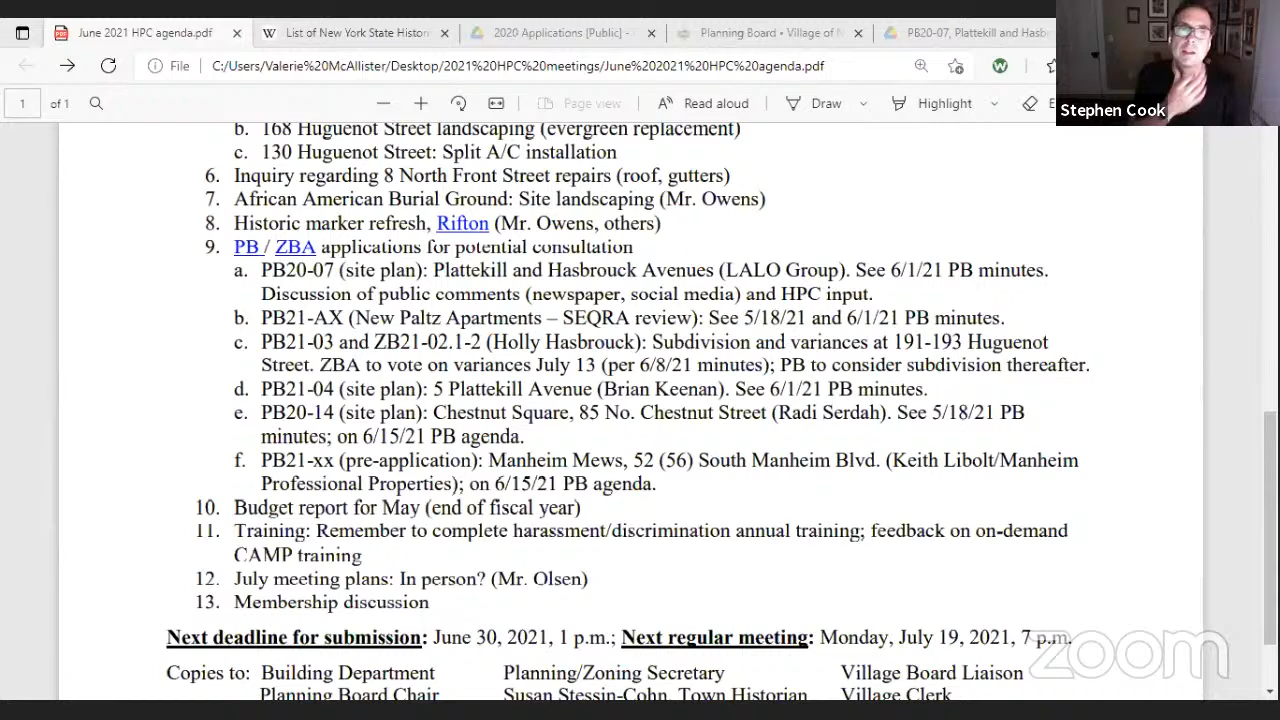 June 2021 HPC agenda.pdf
List of New York State Histor
2020 Applications [Public] -
Planning Board • Village of N
PB20-07, Plattekill and Hasb
File
C:/Users/Valerie%20McAllister/Desktop/2021%20HPC%20meetings/June%202021%20HPC%20agenda.pdf
1 of 1
Page view
Read aloud
Draw
Highlight
E
Stephen Cook
b. 168 Huguenot Street landscaping (evergreen replacement)
c. 130 Huguenot Street: Split A/C installation
6. Inquiry regarding 8 North Front Street repairs (roof, gutters)
7. African American Burial Ground: Site landscaping (Mr. Owens)
8. Historic marker refresh, Rifton (Mr. Owens, others)
9. PB / ZBA applications for potential consultation
a. PB20-07 (site plan): Plattekill and Hasbrouck Avenues (LALO Group). See 6/1/21 PB minutes.
Discussion of public comments (newspaper, social media) and HPC input.
b. PB21-AX (New Paltz Apartments – SEQRA review): See 5/18/21 and 6/1/21 PB minutes.
c. PB21-03 and ZB21-02.1-2 (Holly Hasbrouck): Subdivision and variances at 191-193 Huguenot
Street. ZBA to vote on variances July 13 (per 6/8/21 minutes); PB to consider subdivision thereafter.
d. PB21-04 (site plan): 5 Plattekill Avenue (Brian Keenan). See 6/1/21 PB minutes.
e. PB20-14 (site plan): Chestnut Square, 85 No. Chestnut Street (Radi Serdah). See 5/18/21 PB
minutes; on 6/15/21 PB agenda.
f. PB21-xx (pre-application): Manheim Mews, 52 (56) South Manheim Blvd. (Keith Libolt/Manheim
Professional Properties); on 6/15/21 PB agenda.
10. Budget report for May (end of fiscal year)
11. Training: Remember to complete harassment/discrimination annual training; feedback on on-demand
CAMP training
12. July meeting plans: In person? (Mr. Olsen)
13. Membership discussion
Next deadline for submission: June 30, 2021, 1 p.m.; Next regular meeting: Monday, July 19, 2021, 7 p.m.
zoom
Copies to: Building Department Planning/Zoning Secretary Village Board Liaison
Planning Board Chair Susan Stessin-Cohn, Town Historian Village Clerk